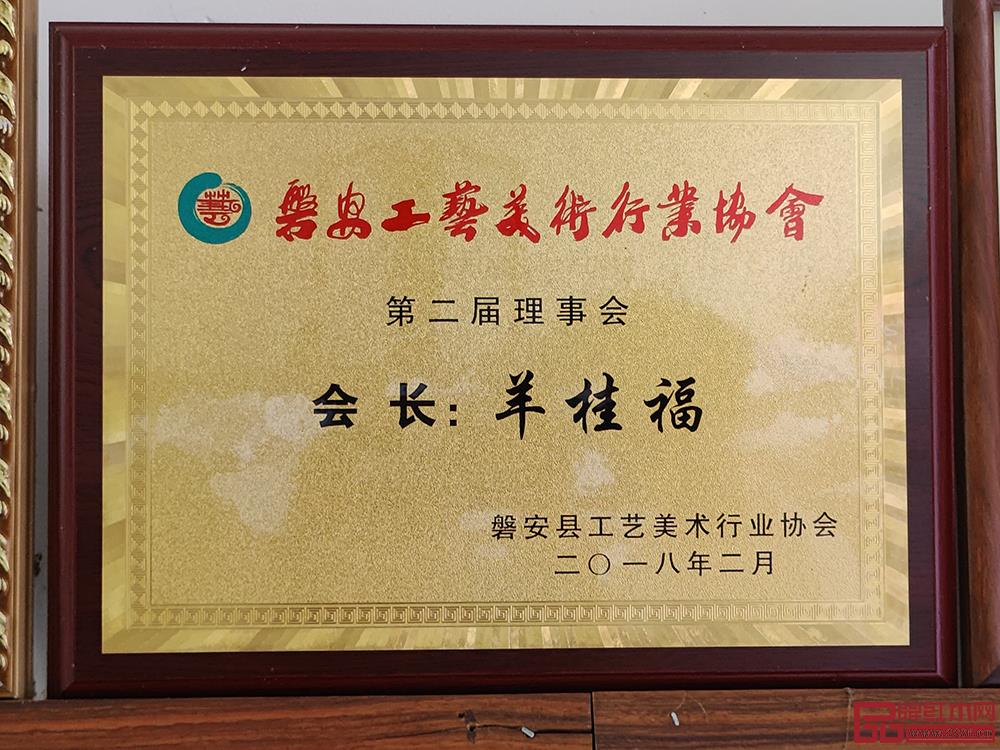 磐安工藝美術行業協會
第二届理事会
会长：羊桂福
磐安县工艺美术行业协会
二〇一八年二月